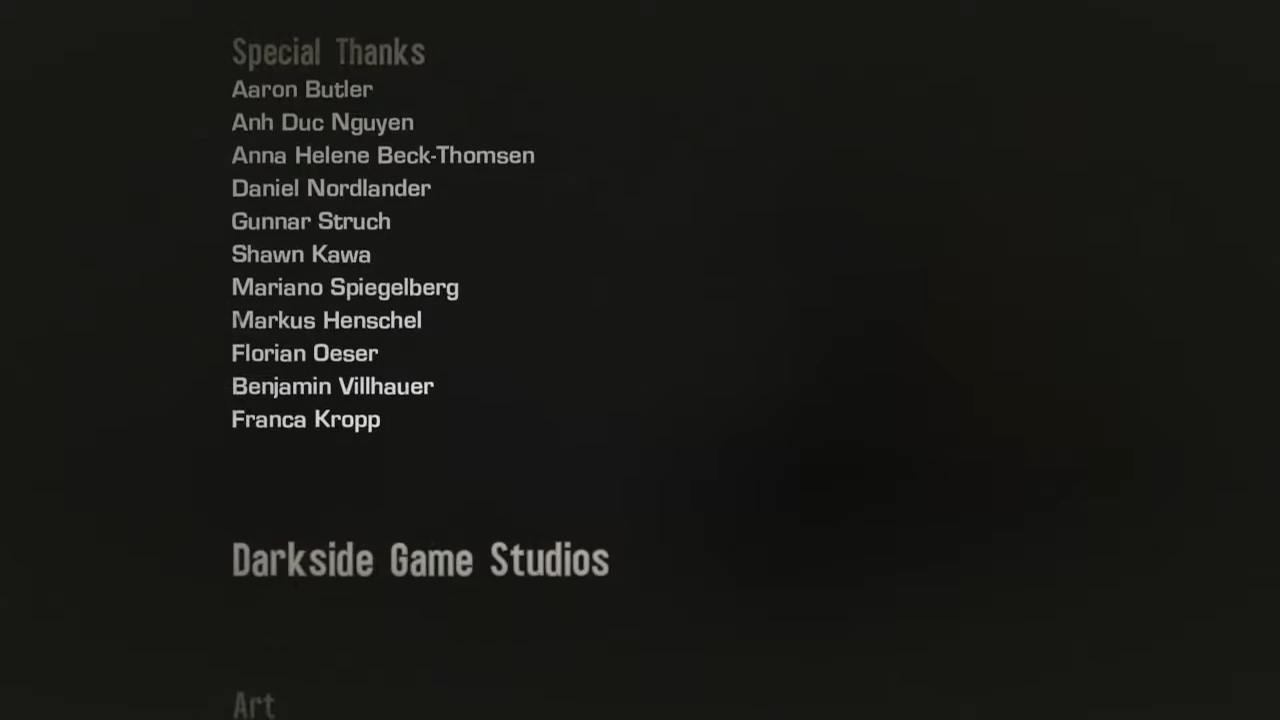 Special Thanks
Aaron Butler
Anh Duc Nguyen
Anna Helene Beck-Thomsen
Daniel Nordlander
Gunnar Struch
Shawn Kawa
Mariano Spiegelberg
Markus Henschel
Florian Oeser
Benjamin Villhauer
Franca Kropp
Darkside Game Studios
Art